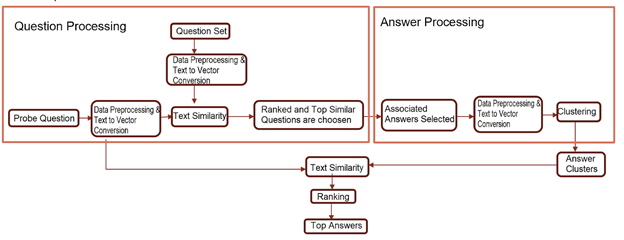 Question Processing
Answer Processing
Question Set
Data Preprocessing &
Text to Vector
Conversion
Probe Question
Data Preprocessing &
Text to Vector
Conversion
Text Similarity
Ranked and Top Similar
Questions are choosen
Associated
Answers Selected
Data Preprocessing &
Text to Vector
Conversion
Clustering
Answer
Clusters
Text Similarity
Ranking
Top Answers